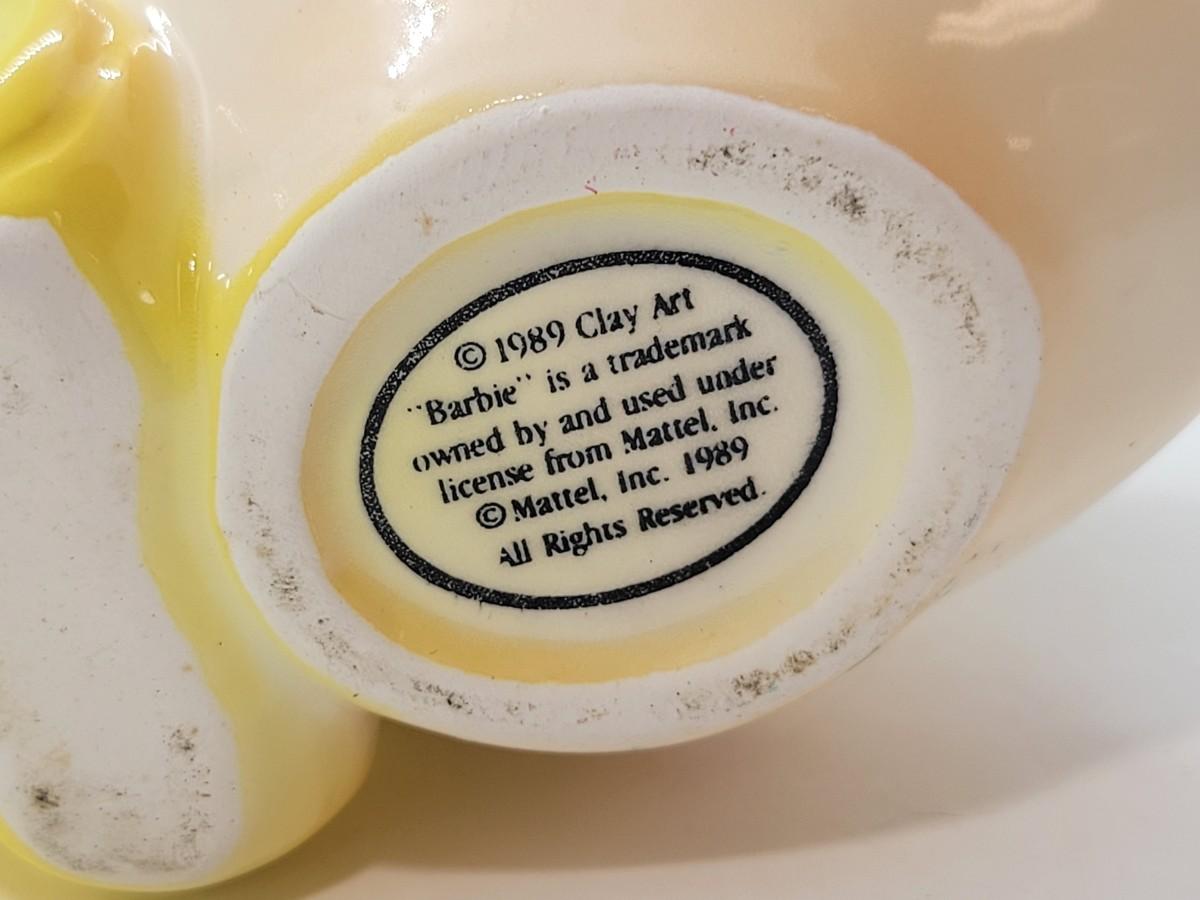 © 1989 Clay Art
"Barbie" is a trademark
owned by and used under
license from Mattel, Inc.
© Mattel, Inc. 1989
All Rights Reserved.